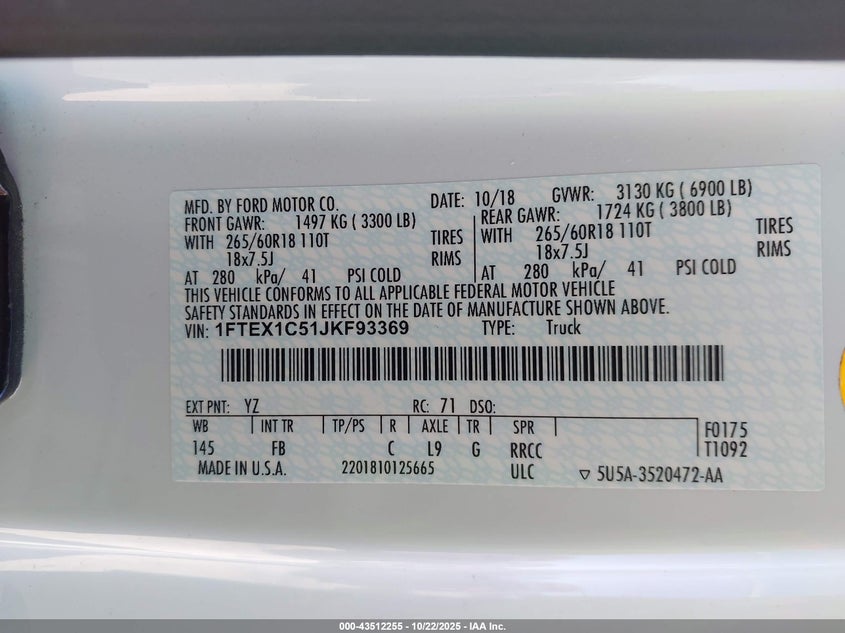 MFD. BY FORD MOTOR CO. DATE: 10/18 GVWR: 3130 KG ( 6900 LB)
FRONT GAWR: 1497 KG ( 3300 LB) REAR GAWR: 1724 KG ( 3800 LB)
WITH 265/60R18 110T TIRES WITH 265/60R18 110T TIRES
18x7.5J RIMS 18x7.5J RIMS
AT 280 kPa/ 41 PSI COLD AT 280 kPa/ 41 PSI COLD
THIS VEHICLE CONFORMS TO ALL APPLICABLE FEDERAL MOTOR VEHICLE
SAFETY STANDARDS IN EFFECT ON THE DATE OF MANUFACTURE SHOWN ABOVE.
VIN: 1FTEX1C51JKF93369 TYPE: Truck
EXT PNT: YZ RC: 71 DSO:
WB INT TR TP/PS R AXLE TR SPR F0175
145 FB C L9 G RRCC T1092
MADE IN U.S.A. 2201810125665 ULC ▽ 5U5A-3520472-AA
000-43512255 - 10/22/2025 - IAA Inc.